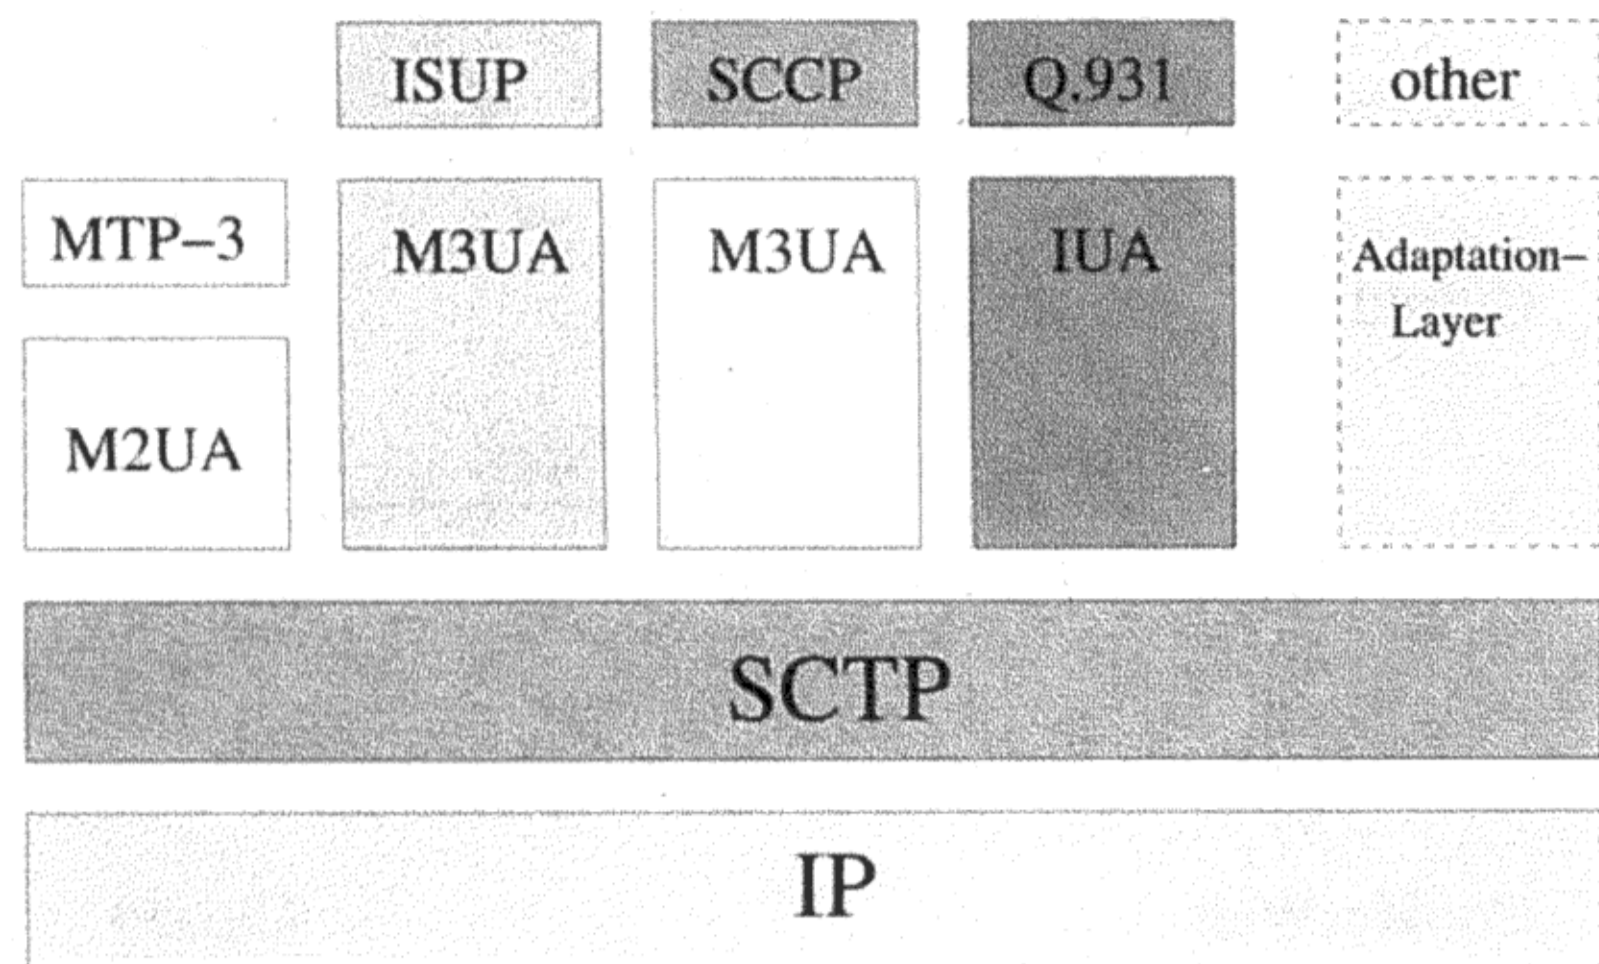 ISUP
SCCP
Q.931
other
MTP–3
M3UA
M3UA
IUA
Adaptation–
Layer
M2UA
SCTP
IP